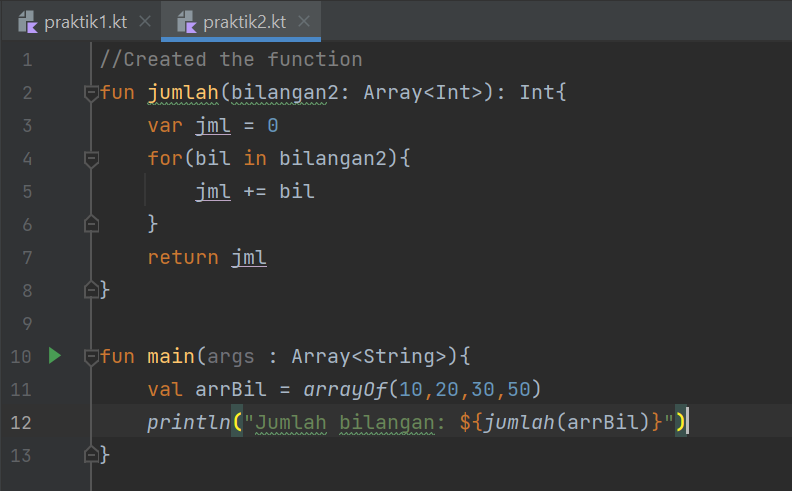 praktik1.kt praktik2.kt
1 //Created the function
2 fun jumlah(bilangan2: Array<Int>): Int{
3 var jml = 0
4 for(bil in bilangan2){
5 jml += bil
6 }
7 return jml
8 }
9
10 fun main(args : Array<String>){
11 val arrBil = arrayOf(10,20,30,50)
12 println("Jumlah bilangan: ${jumlah(arrBil)}")
13 }